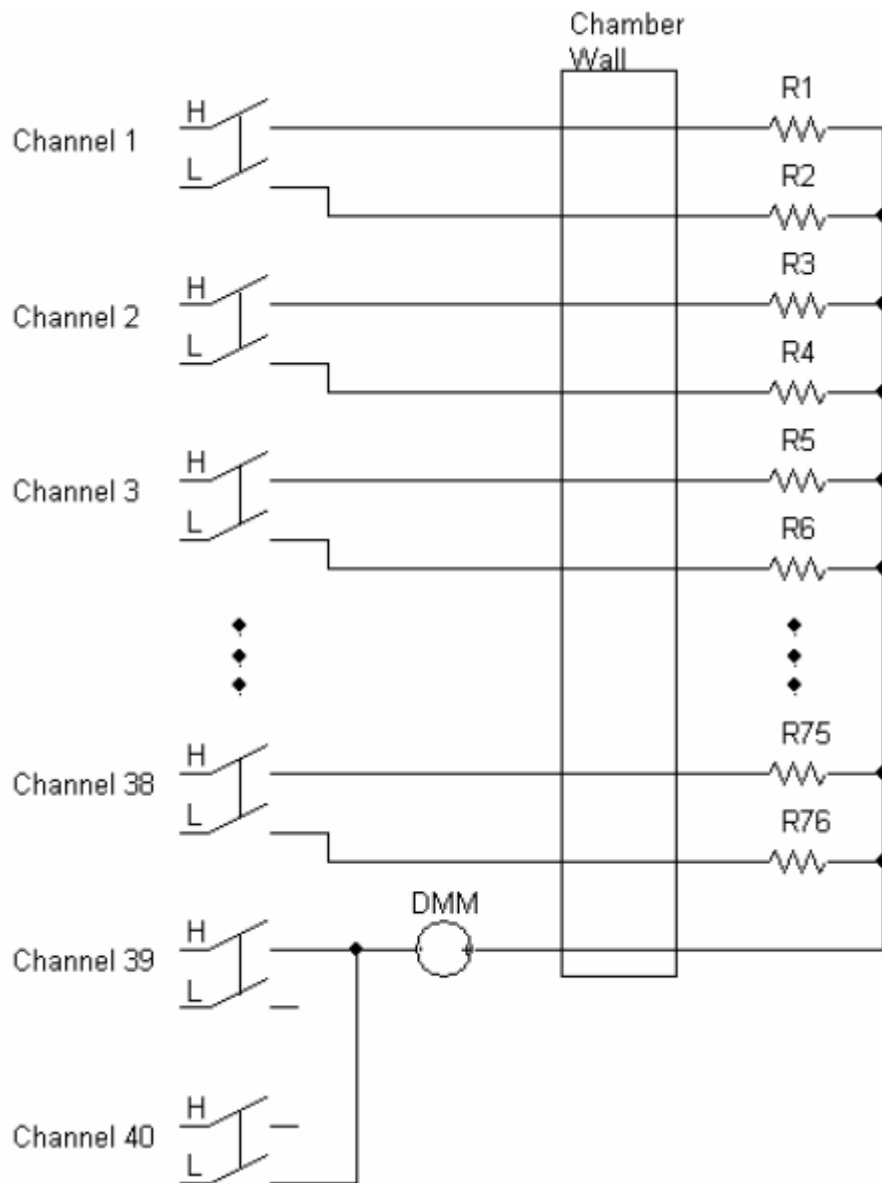 Chamber
Wall
R1
H
Channel 1
L
R2
R3
H
Channel 2
L
R4
R5
H
Channel 3
L
R6
R75
H
Channel 38
L
R76
DMM
H
Channel 39
L
H
Channel 40
L